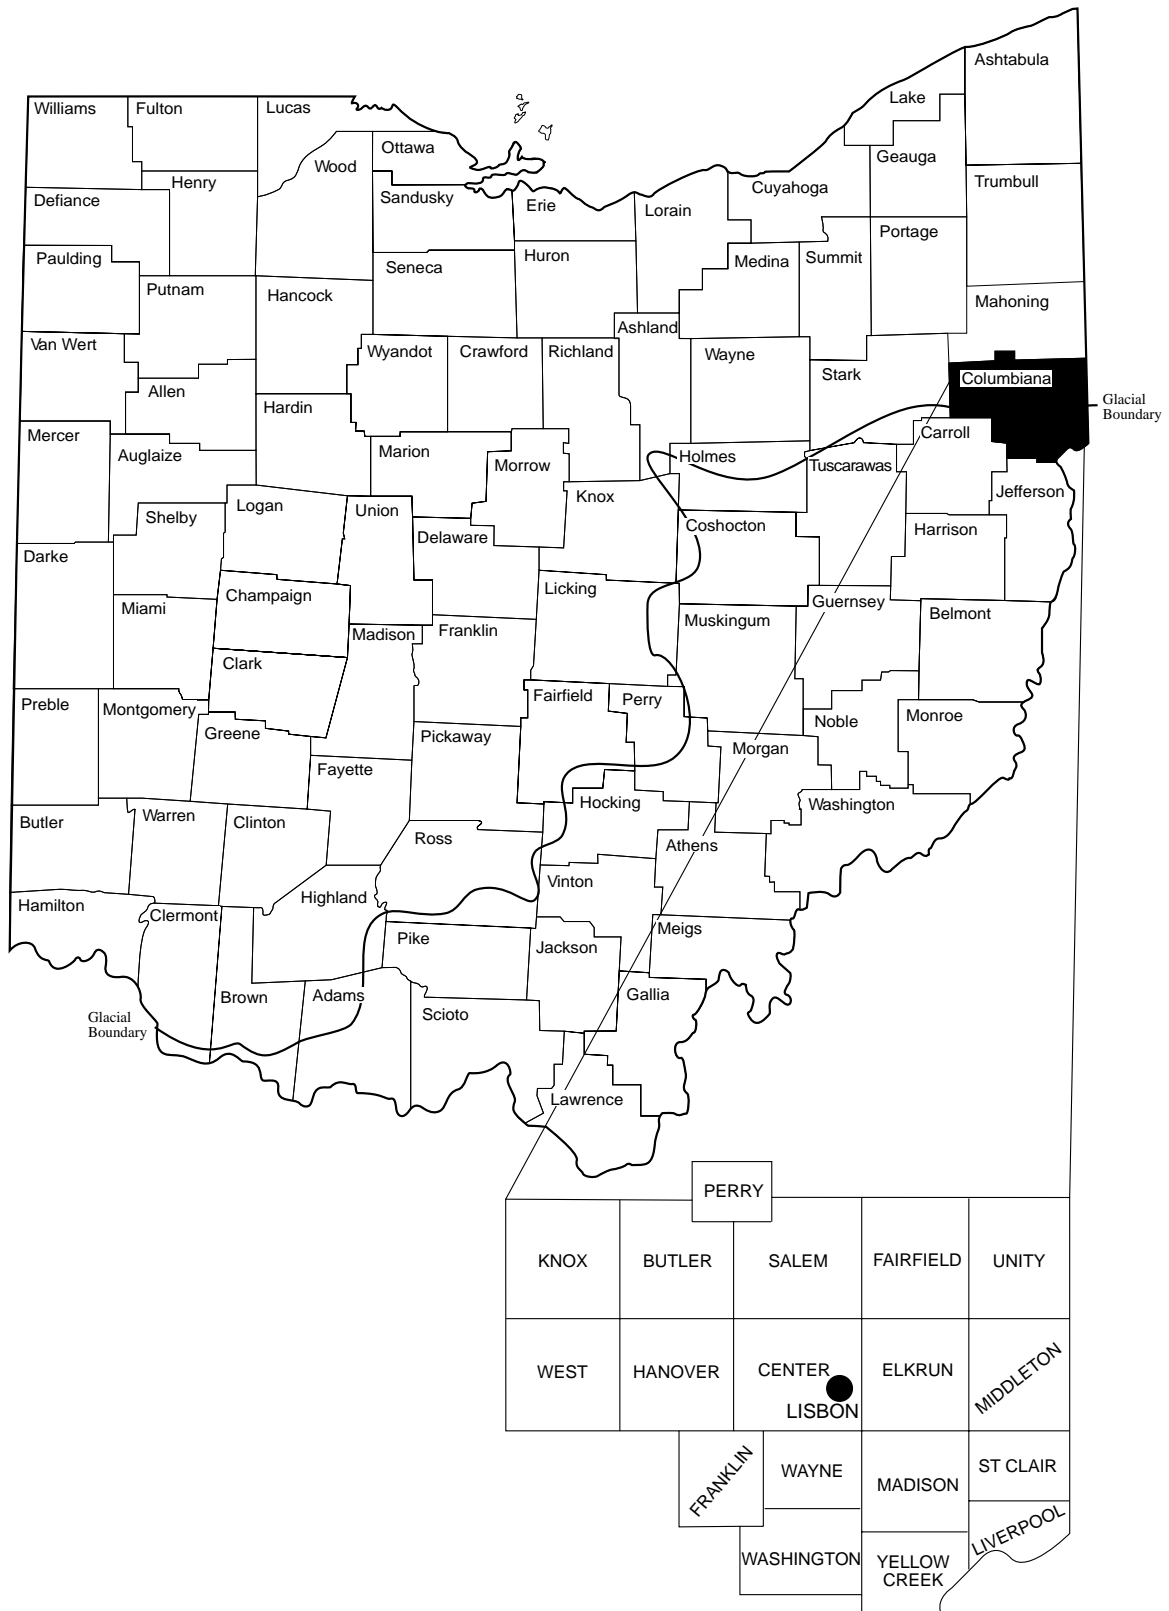 Ashtabula
Lake
Williams
Fulton
Lucas
Ottawa
Wood
Geauga
Henry
Trumbull
Defiance
Sandusky
Erie
Lorain
Cuyahoga
Portage
Paulding
Seneca
Huron
Medina
Summit
Putnam
Hancock
Mahoning
Ashland
Van Wert
Wyandot
Crawford
Richland
Wayne
Stark
Columbiana
Allen
Hardin
Glacial
Boundary
Mercer
Auglaize
Marion
Morrow
Holmes
Tuscarawas
Carroll
Knox
Jefferson
Logan
Union
Shelby
Delaware
Coshocton
Harrison
Darke
Champaign
Licking
Guernsey
Miami
Madison
Franklin
Muskingum
Belmont
Clark
Preble
Montgomery
Fairfield
Perry
Greene
Pickaway
Noble
Monroe
Morgan
Fayette
Butler
Warren
Clinton
Hocking
Washington
Ross
Athens
Vinton
Hamilton
Clermont
Highland
Meigs
Pike
Jackson
Brown
Adams
Gallia
Scioto
Glacial
Boundary
Lawrence
PERRY
KNOX
BUTLER
SALEM
FAIRFIELD
UNITY
WEST
HANOVER
CENTER
ELKRUN
MIDDLETON
LISBON
FRANKLIN
WAYNE
MADISON
ST CLAIR
LIVERPOOL
WASHINGTON
YELLOW
CREEK